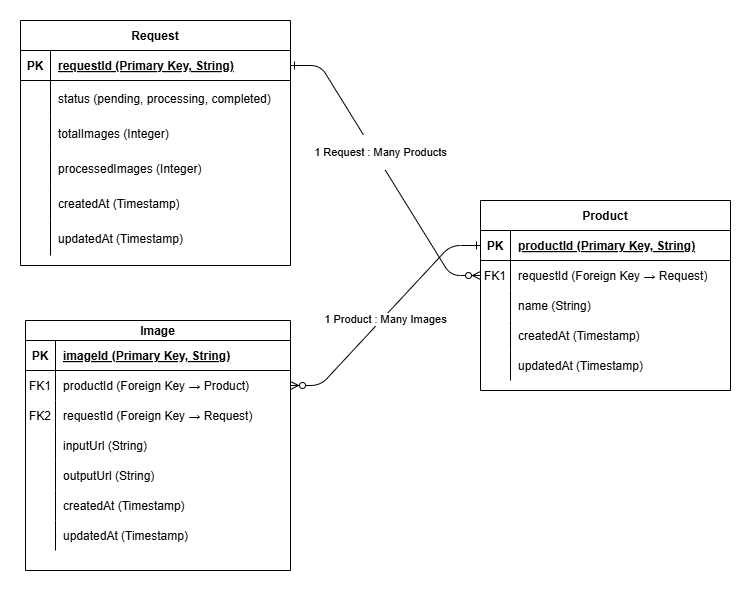 Request
PK requestId (Primary Key, String)
status (pending, processing, completed)
totalImages (Integer)
processedImages (Integer)
createdAt (Timestamp)
updatedAt (Timestamp)
1 Request : Many Products
Product
PK productId (Primary Key, String)
FK1 requestId (Foreign Key → Request)
name (String)
createdAt (Timestamp)
updatedAt (Timestamp)
1 Product : Many Images
Image
PK imageId (Primary Key, String)
FK1 productId (Foreign Key → Product)
FK2 requestId (Foreign Key → Request)
inputUrl (String)
outputUrl (String)
createdAt (Timestamp)
updatedAt (Timestamp)